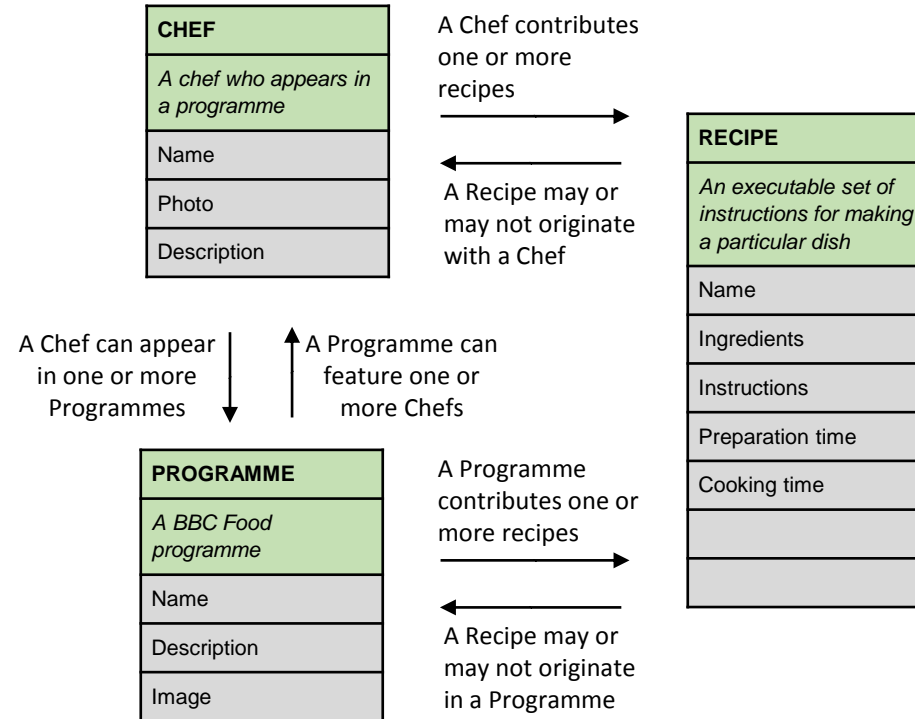 CHEF
A chef who appears in
a programme
Name
Photo
Description
A Chef contributes
one or more
recipes
A Recipe may or
may not originate
with a Chef
RECIPE
An executable set of
instructions for making
a particular dish
Name
Ingredients
Instructions
Preparation time
Cooking time
A Chef can appear
in one or more
Programmes
A Programme can
feature one or
more Chefs
PROGRAMME
A BBC Food
programme
Name
Description
Image
A Programme
contributes one or
more recipes
A Recipe may or
may not originate
in a Programme